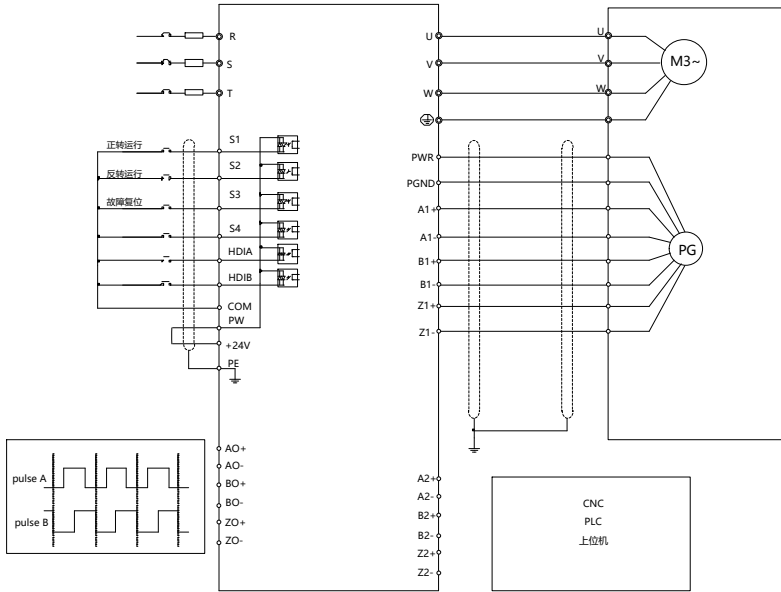 R
S
T
正转运行
S1
反转运行
S2
故障复位
S3
S4
HDIA
HDIB
COM
PW
+24V
PE
U
V
W
PWR
PGND
A1+
A1-
B1+
B1-
Z1+
Z1-
U
V
W
M3~
PG
pulse A
pulse B
AO+
AO-
BO+
BO-
ZO+
ZO-
A2+
A2-
B2+
B2-
Z2+
Z2-
CNC
PLC
上位机